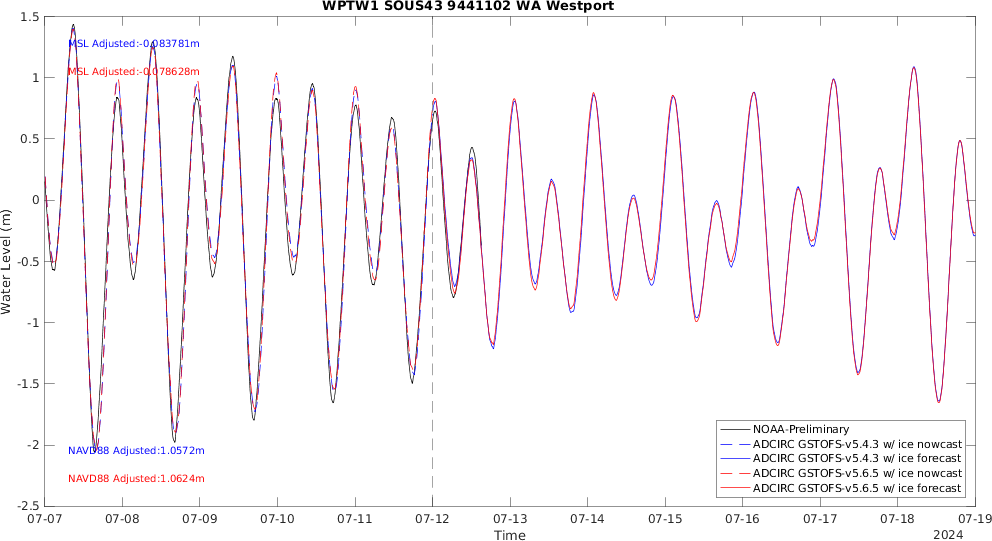 WPTW1 SOUS43 9441102 WA Westport
1.5
1
0.5
0
-0.5
-1
-1.5
-2
-2.5
Water Level (m)
MSL Adjusted:-0.083781m
MSL Adjusted:-0.078628m
NAVD88 Adjusted:1.0572m
NAVD88 Adjusted:1.0624m
NOAA-Preliminary
ADCIRC GSTOFS-v5.4.3 w/ ice nowcast
ADCIRC GSTOFS-v5.4.3 w/ ice forecast
ADCIRC GSTOFS-v5.6.5 w/ ice nowcast
ADCIRC GSTOFS-v5.6.5 w/ ice forecast
07-07 07-08 07-09 07-10 07-11 07-12 07-13 07-14 07-15 07-16 07-17 07-18 07-19
Time
2024